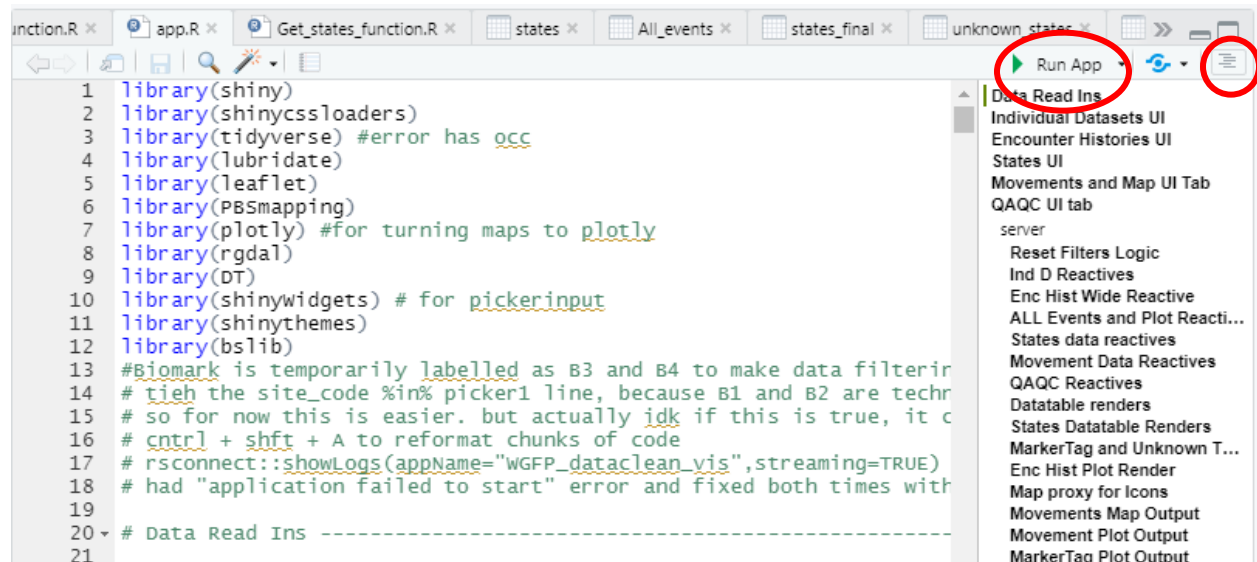 unction.R app.R Get_states_function.R states All_events states_final unknown_states
Run App
1 library(shiny)
2 library(shinycssloaders)
3 library(tidyverse) #error has occ
4 library(lubridate)
5 library(leaflet)
6 library(PBSmapping)
7 library(plotly) #for turning maps to plotly
8 library(rgdal)
9 library(DT)
10 library(shinyWidgets) # for pickerinput
11 library(shinythemes)
12 library(bslib)
13 #Biomark is temporarily labelled as B3 and B4 to make data filterin
14 # tieh the site_code %in% picker1 line, because B1 and B2 are techn
15 # so for now this is easier. but actually idk if this is true, it c
16 # cntrl + shft + A to reformat chunks of code
17 # rsconnect::showLogs(appName="WGFP_dataclean_vis",streaming=TRUE)
18 # had "application failed to start" error and fixed both times with
19
20 # Data Read Ins ----------------------------------------------------
21
Data Read Ins
Individual Datasets UI
Encounter Histories UI
States UI
Movements and Map UI Tab
QAQC UI tab
server
Reset Filters Logic
Ind D Reactives
Enc Hist Wide Reactive
ALL Events and Plot Reacti...
States data reactives
Movement Data Reactives
QAQC Reactives
Datatable renders
States Datatable Renders
MarkerTag and Unknown T...
Enc Hist Plot Render
Map proxy for Icons
Movements Map Output
Movement Plot Output
MarkerTag Plot Output